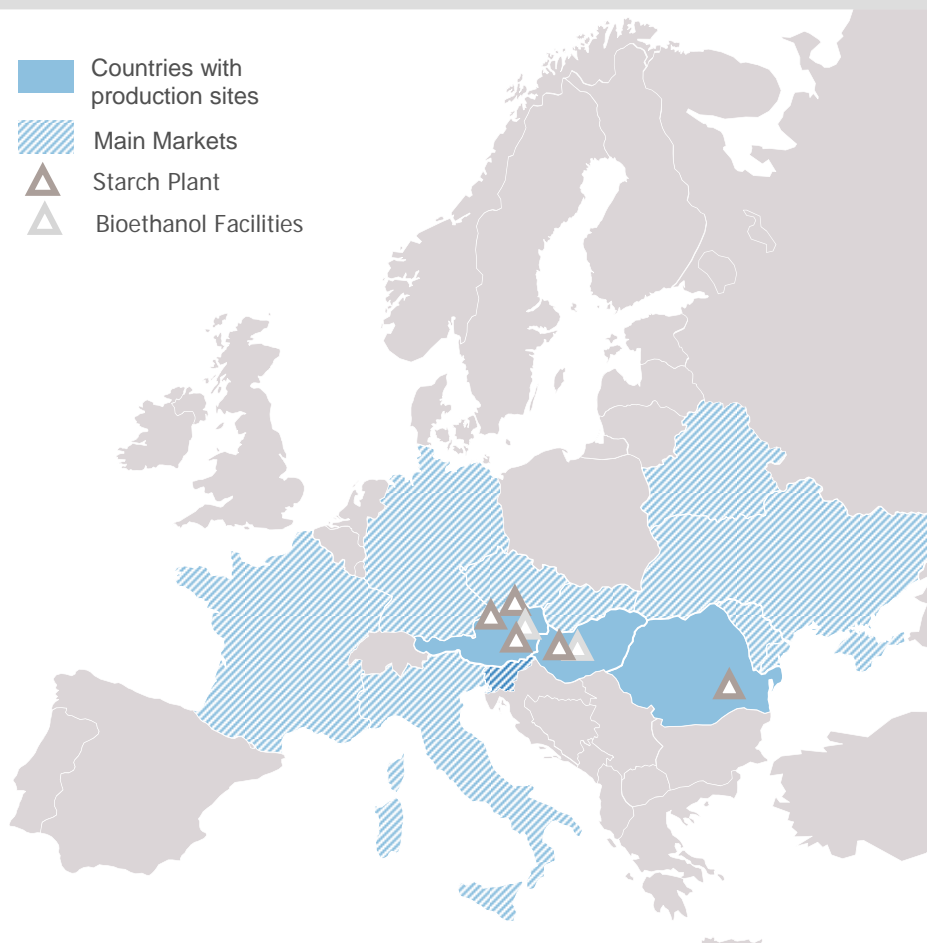 Countries with
production sites
Main Markets
Starch Plant
Bioethanol Facilities